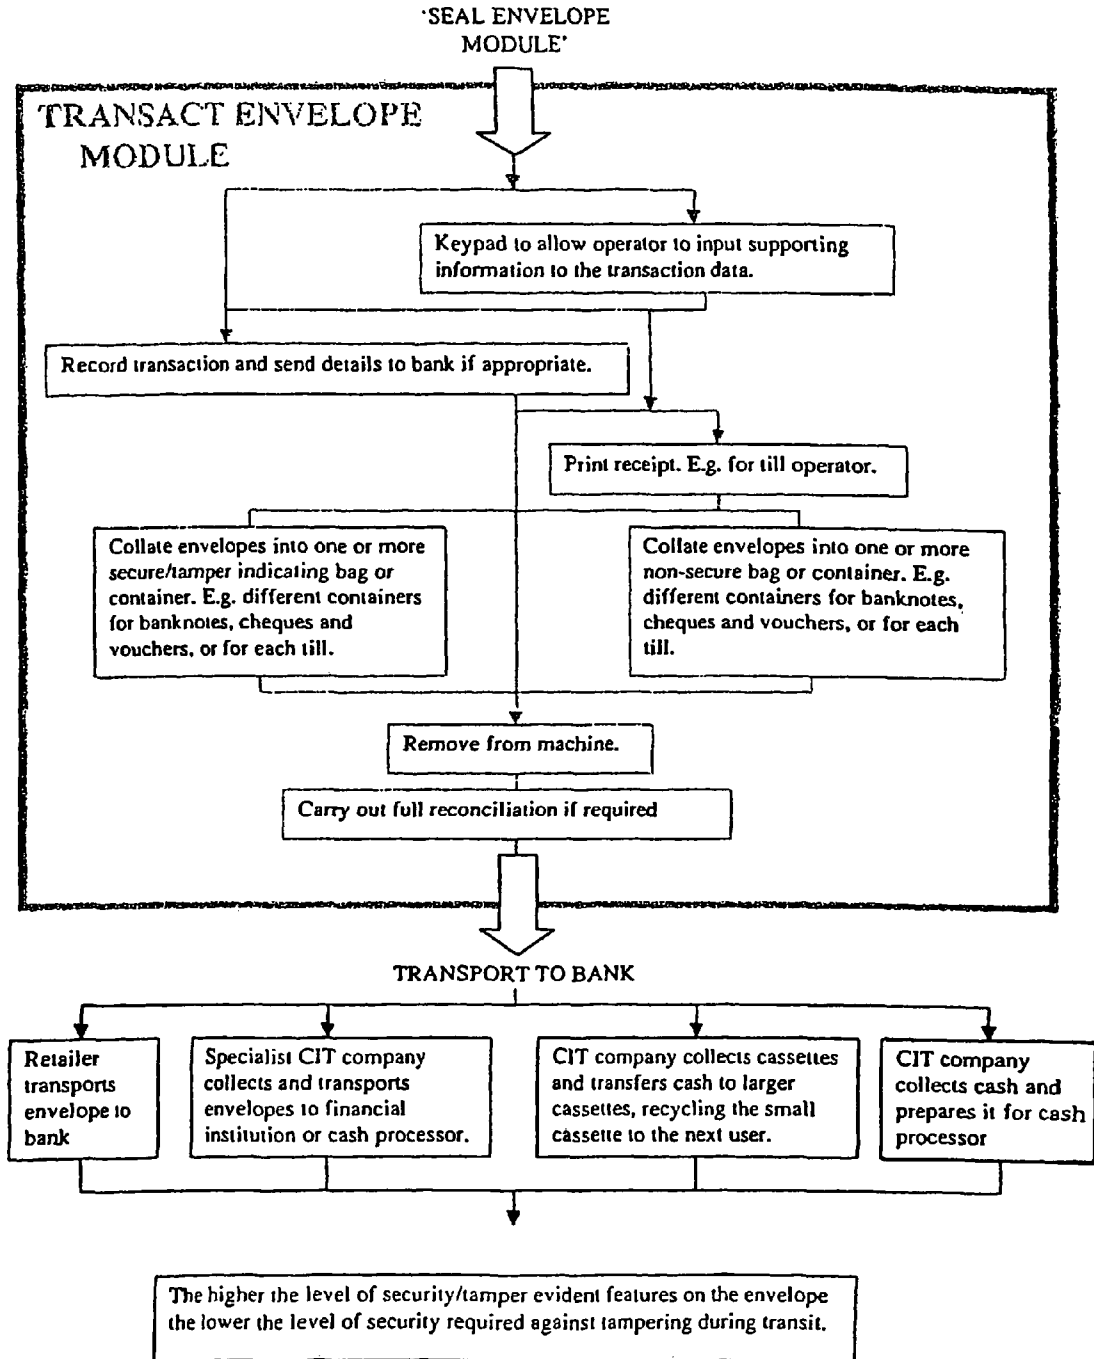 'SEAL ENVELOPE
MODULE'
TRANSACT ENVELOPE
MODULE
Keypad to allow operator to input supporting
information to the transaction data.
Record transaction and send details to bank if appropriate.
Print receipt. E.g. for till operator.
Collate envelopes into one or more
secure/tamper indicating bag or
container. E.g. different containers
for banknotes, cheques and
vouchers, or for each till.
Collate envelopes into one or more
non-secure bag or container. E.g.
different containers for banknotes,
cheques and vouchers, or for each
till.
Remove from machine.
Carry out full reconciliation if required
TRANSPORT TO BANK
Retailer
transports
envelope to
bank
Specialist CIT company
collects and transports
envelopes to financial
institution or cash processor.
CIT company collects cassettes
and transfers cash to larger
cassettes, recycling the small
cassette to the next user.
CIT company
collects cash and
prepares it for cash
processor
The higher the level of security/tamper evident features on the envelope
the lower the level of security required against tampering during transit.